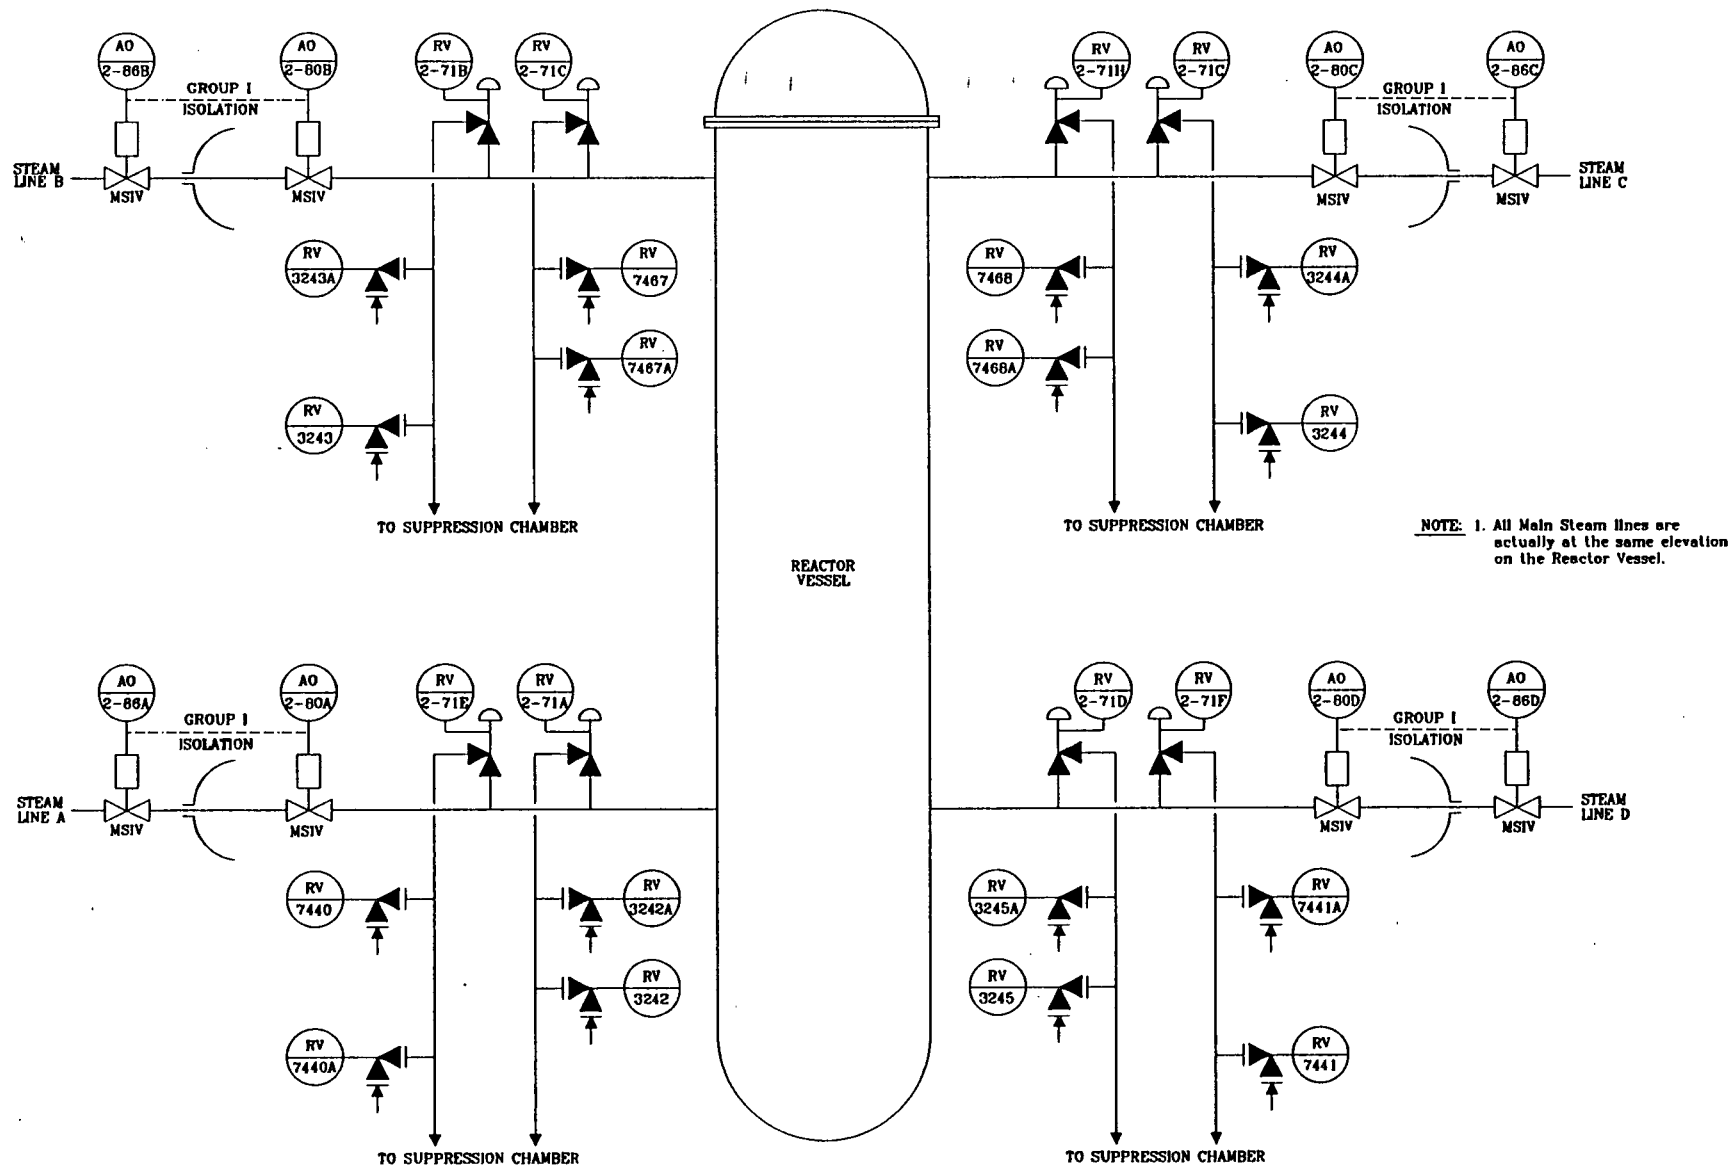 AO
2-86B
AO
2-80B
GROUP 1
ISOLATION
RV
2-71B
RV
2-71C
RV
2-71H
RV
2-71C
AO
2-80C
AO
2-86C
GROUP 1
ISOLATION
STEAM
LINE B
MSIV
MSIV
MSIV
MSIV
STEAM
LINE C
RV
3243A
RV
7467
RV
7468
RV
3244A
RV
7467A
RV
7468A
RV
3243
RV
3244
TO SUPPRESSION CHAMBER
TO SUPPRESSION CHAMBER
NOTE: 1. All Main Steam lines are
actually at the same elevation
on the Reactor Vessel.
REACTOR
VESSEL
AO
2-86A
AO
2-80A
GROUP 1
ISOLATION
RV
2-71E
RV
2-71A
RV
2-71D
RV
2-71F
AO
2-80D
AO
2-86D
GROUP 1
ISOLATION
STEAM
LINE A
MSIV
MSIV
MSIV
MSIV
STEAM
LINE D
RV
7440
RV
3242A
RV
3245A
RV
7441A
RV
3242
RV
3245
RV
7440A
RV
7441
TO SUPPRESSION CHAMBER
TO SUPPRESSION CHAMBER